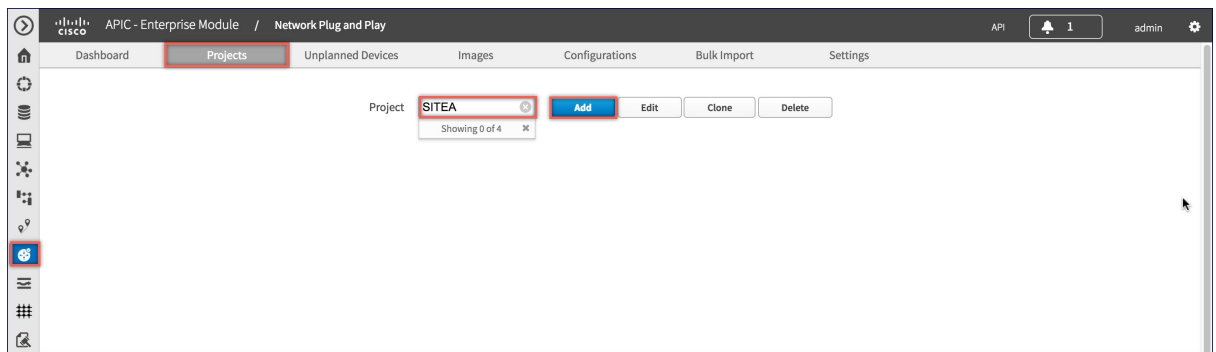 cisco APIC - Enterprise Module / Network Plug and Play API 1 admin
Dashboard Projects Unplanned Devices Images Configurations Bulk Import Settings
Project SITEA Add Edit Clone Delete
Showing 0 of 4